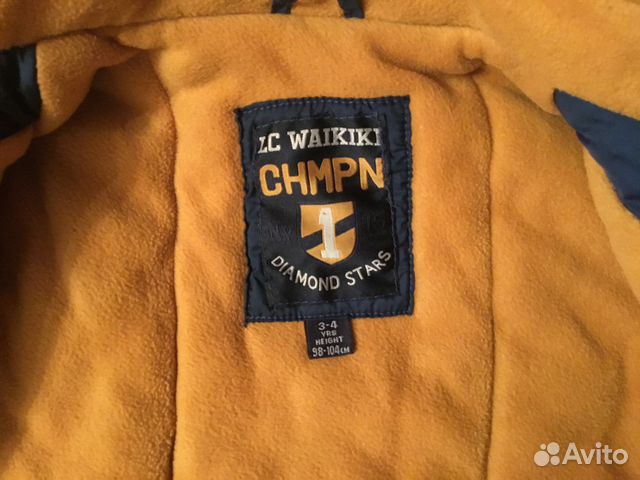 LC WAIKIKI
CHMPN
1
DIAMOND STARS
3-4
YRS
HEIGHT
98-104CM
Avito